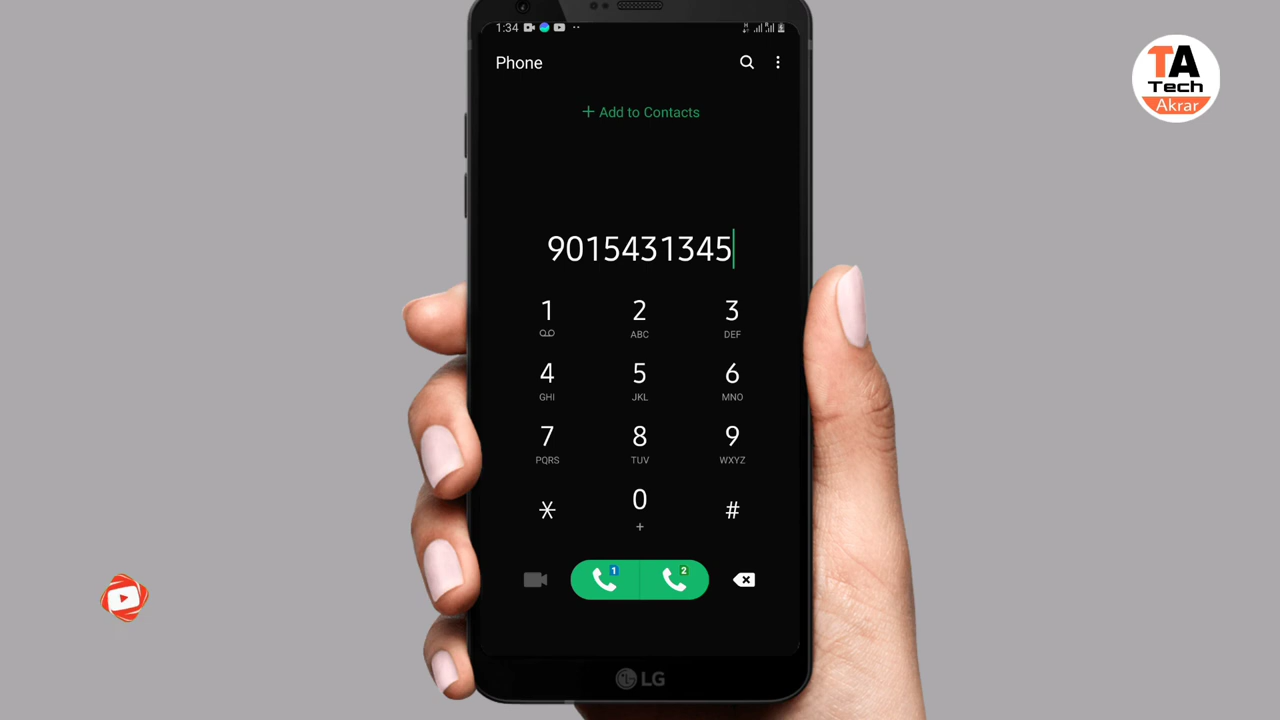 1:34
Phone
+ Add to Contacts
9015431345
1 2 3
ABC DEF
4 5 6
GHI JKL MNO
7 8 9
PQRS TUV WXYZ
* 0 #
+
1 2
LG
TA
Tech
Akrar